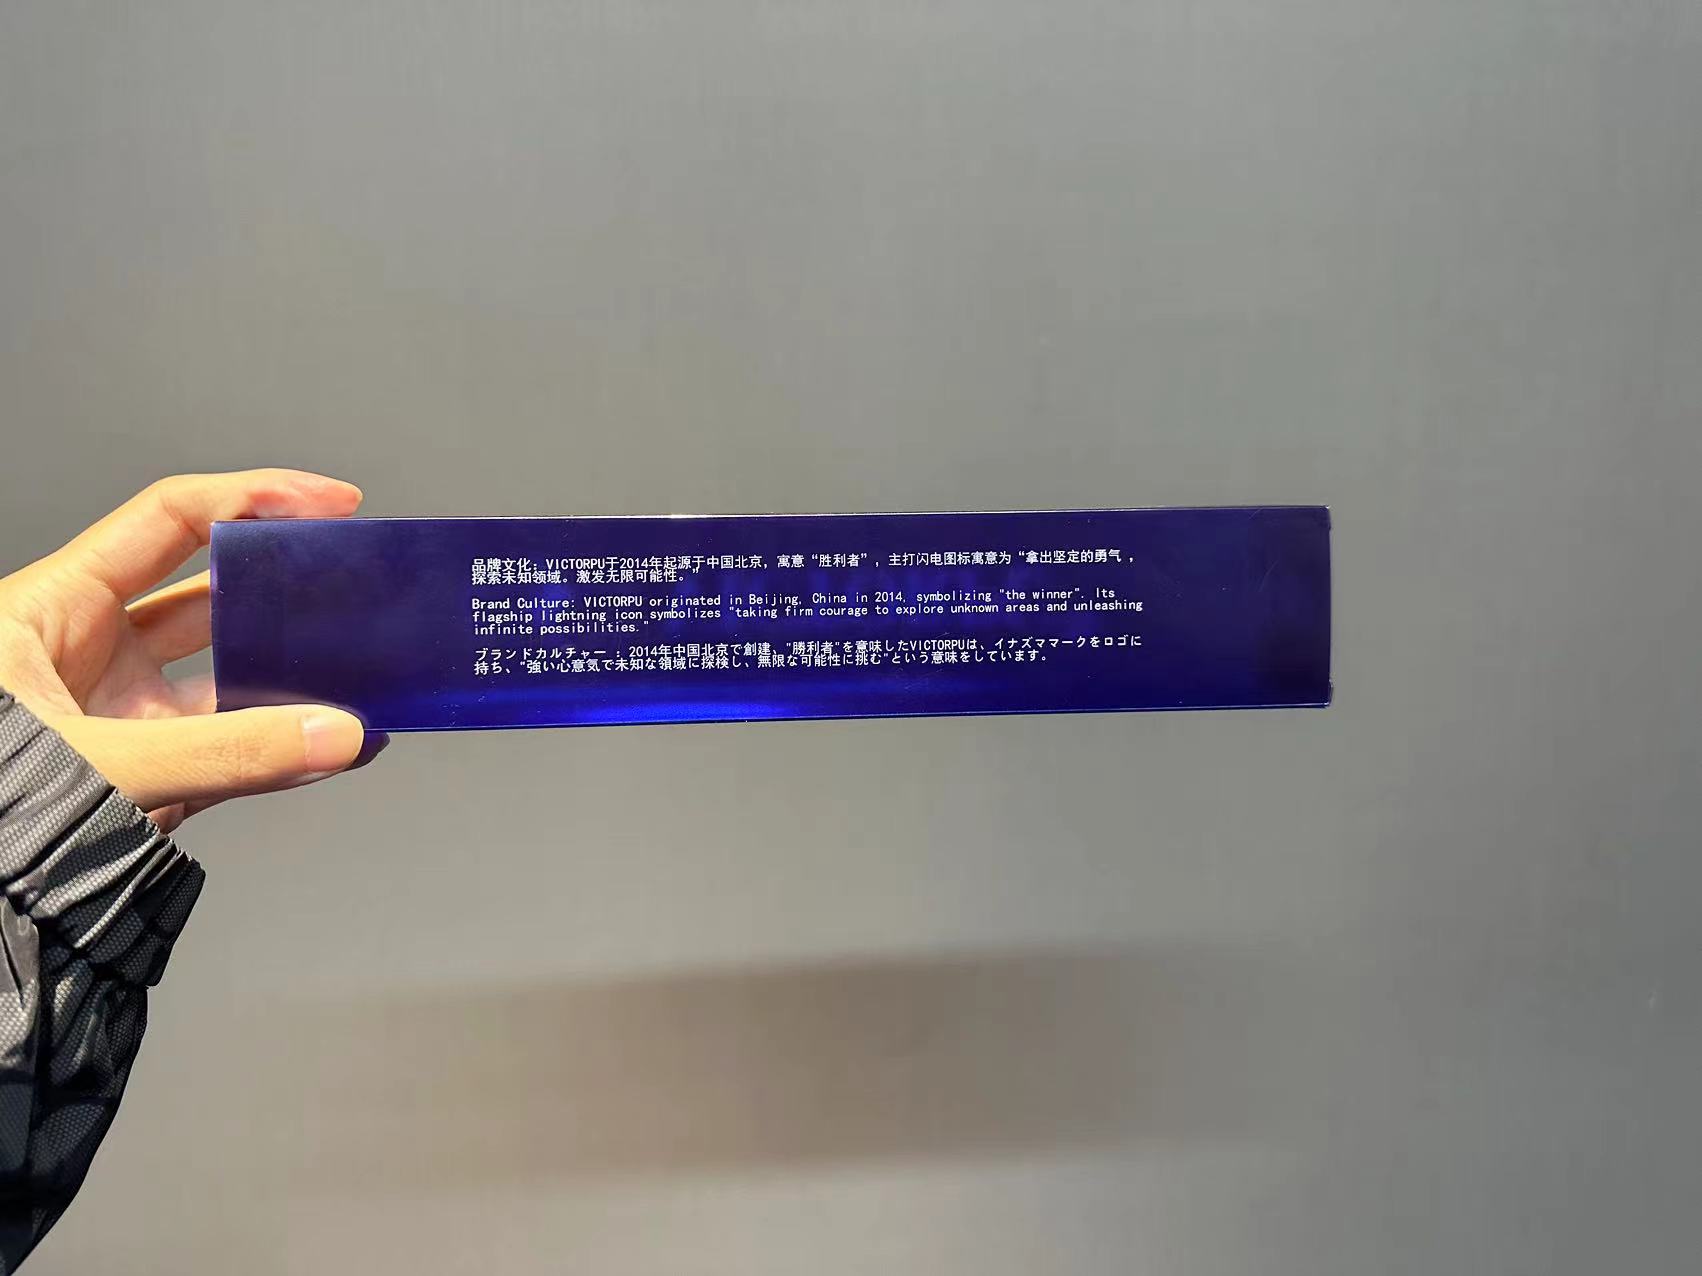 品牌文化：VICTORPU于2014年起源于中国北京，寓意“胜利者”，主打闪电图标寓意为“拿出坚定的勇气，
探索未知领域。激发无限可能性。”
Brand Culture: VICTORPU originated in Beijing, China in 2014, symbolizing "the winner". Its
flagship lightning icon symbolizes "taking firm courage to explore unknown areas and unleashing
infinite possibilities."
ブランドカルチャー：2014年中国北京で創建、"勝利者"を意味したVICTORPUは、イナズママークをロゴに
持ち、"強い心意気で未知な領域に探検し、無限な可能性に挑む"という意味をしています。